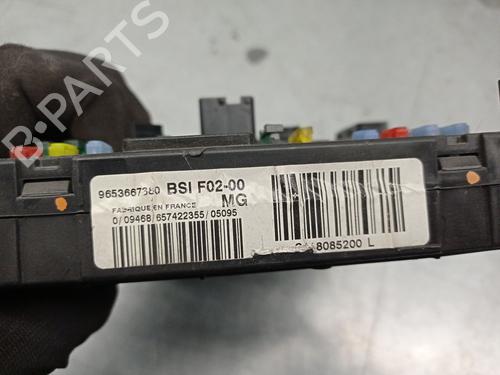 B-PARTS
9653667380 BSI F02-00
MG
FABRIQUE EN FRANCE
0/09468/657422355/05095
8085200 L